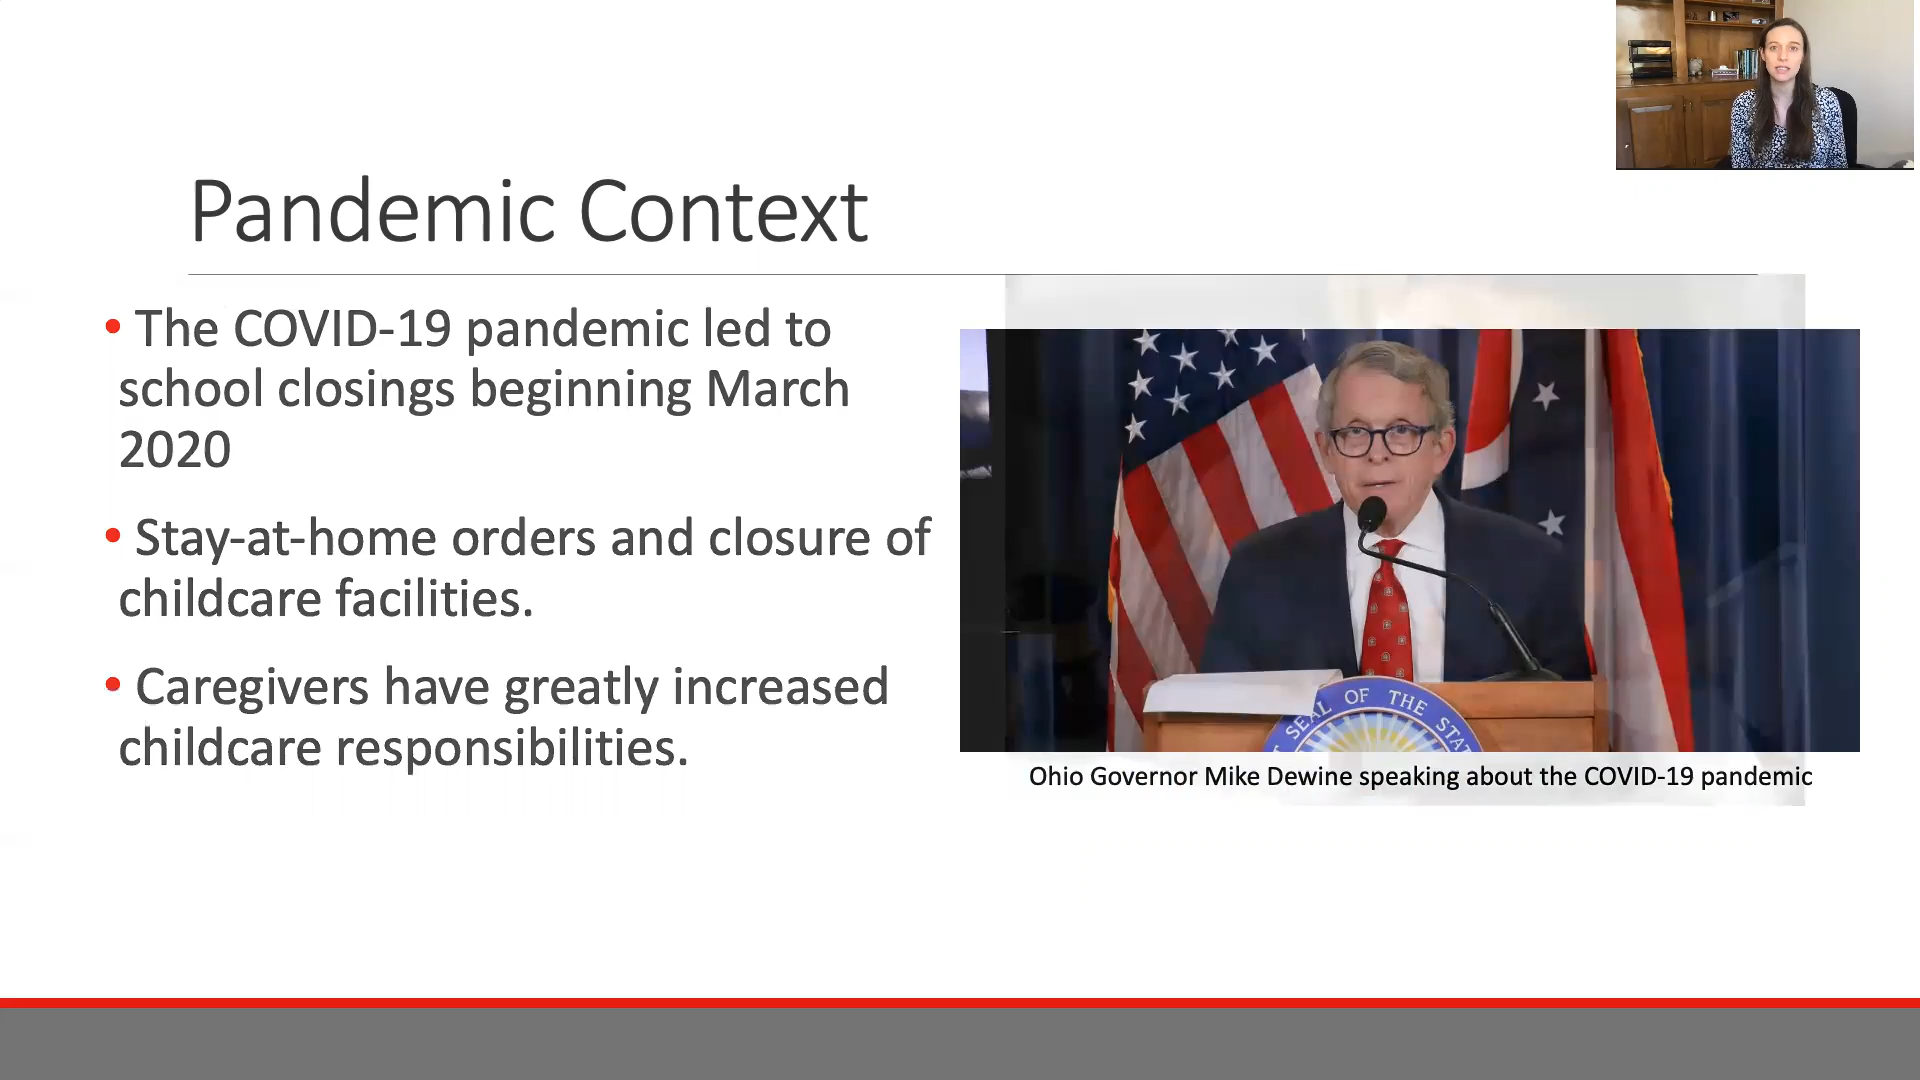 Pandemic Context
• The COVID-19 pandemic led to
school closings beginning March
2020
• Stay-at-home orders and closure of
childcare facilities.
• Caregivers have greatly increased
childcare responsibilities.
SEAL OF THE STAT
Ohio Governor Mike Dewine speaking about the COVID-19 pandemic